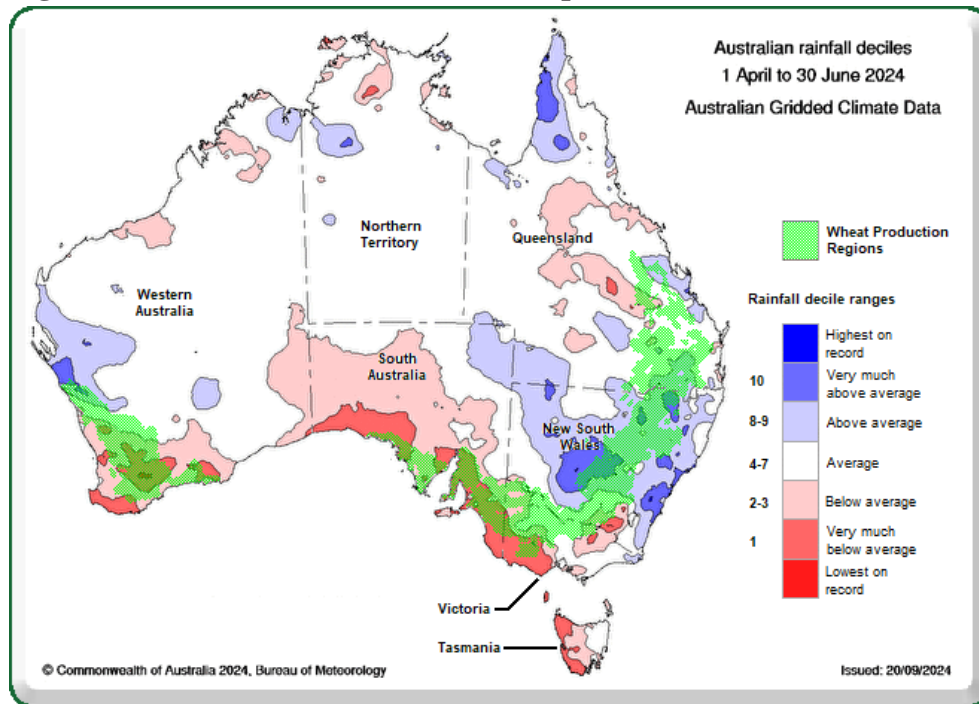 Australian rainfall deciles
1 April to 30 June 2024
Australian Gridded Climate Data
Northern
Territory
Queensland
Western
Australia
South
Australia
New South
Wales
Victoria
Tasmania
Wheat Production
Regions
Rainfall decile ranges
Highest on
record
10
Very much
above average
8-9
Above average
4-7
Average
2-3
Below average
1
Very much
below average
Lowest on
record
© Commonwealth of Australia 2024, Bureau of Meteorology
Issued: 20/09/2024